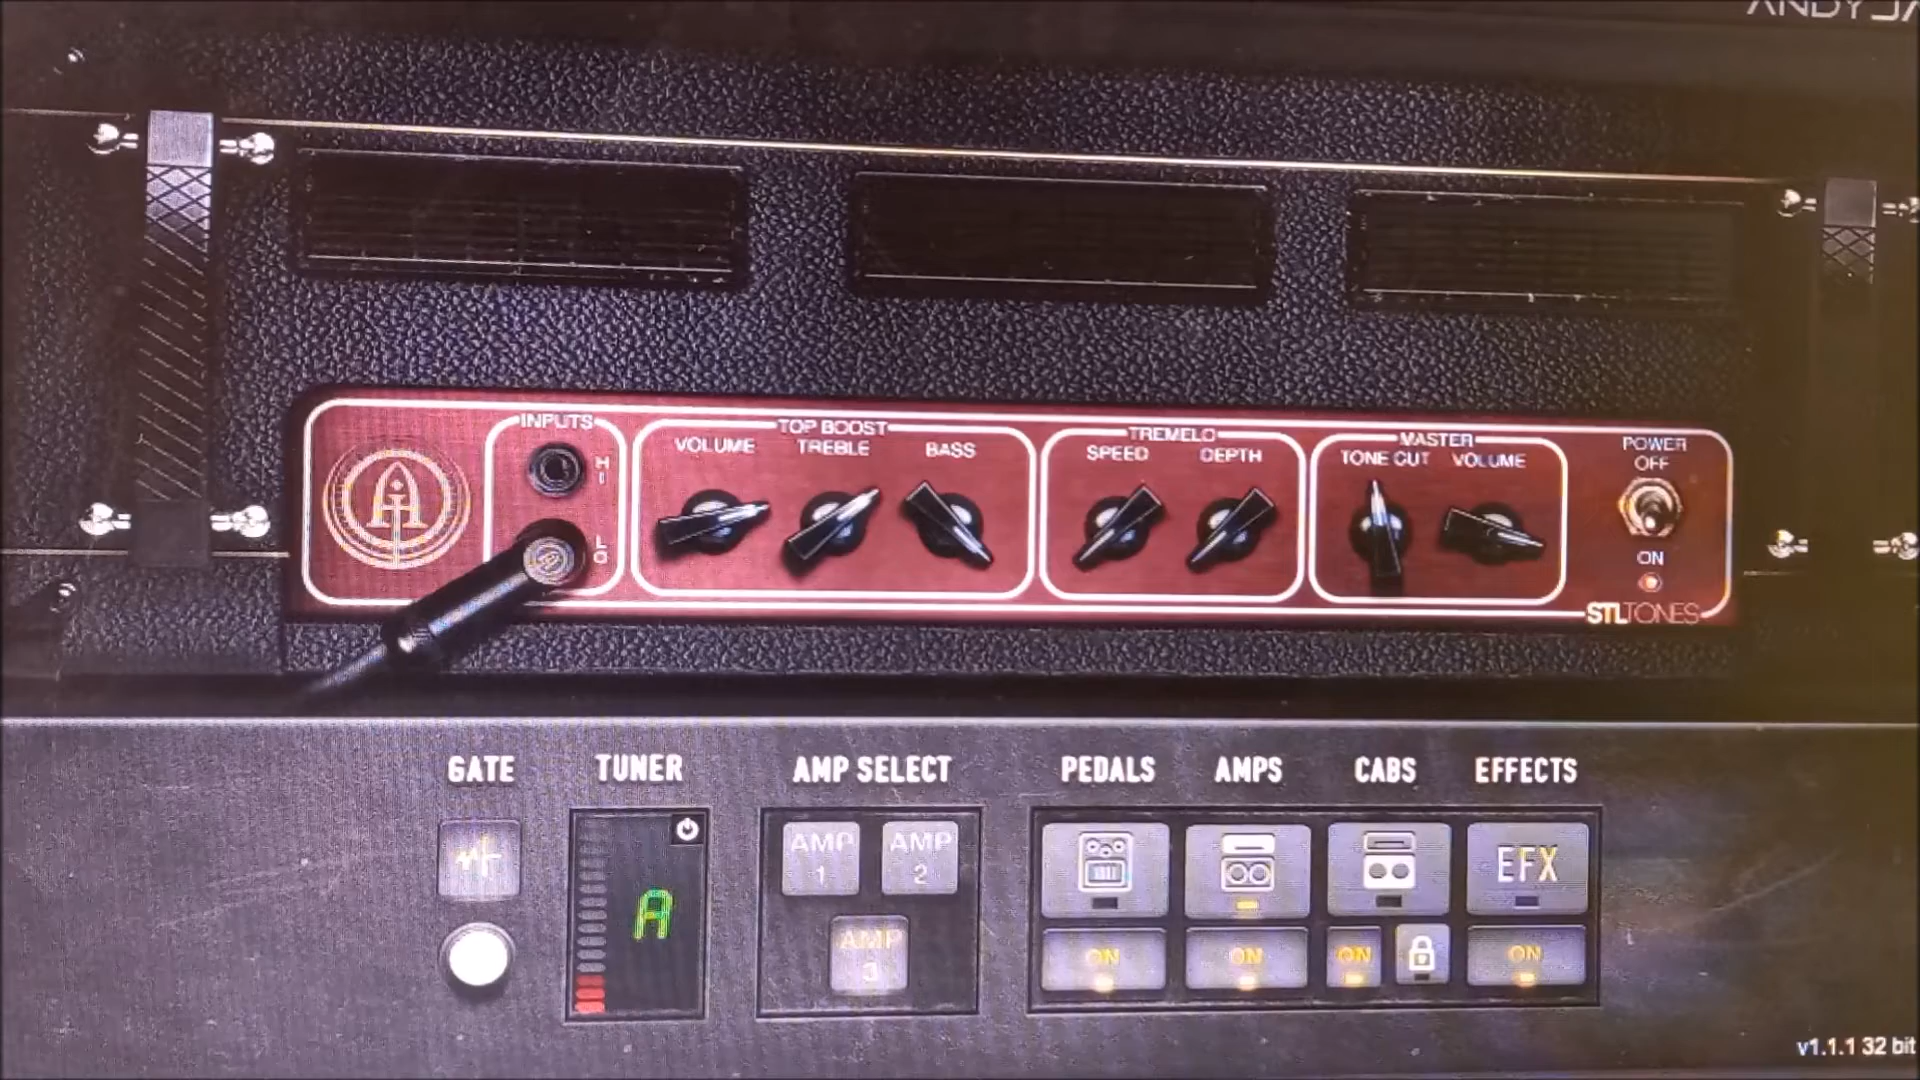 INPUTS
HI
LO
TOP BOOST
VOLUME TREBLE BASS
TREMELO
SPEED DEPTH
MASTER
TONE CUT VOLUME
POWER
OFF
ON
STLTONES
GATE TUNER AMP SELECT PEDALS AMPS CABS EFFECTS
A
AMP 1
AMP 2
AMP 3
EFX
ON ON ON ON
v1.1.1 32 bit